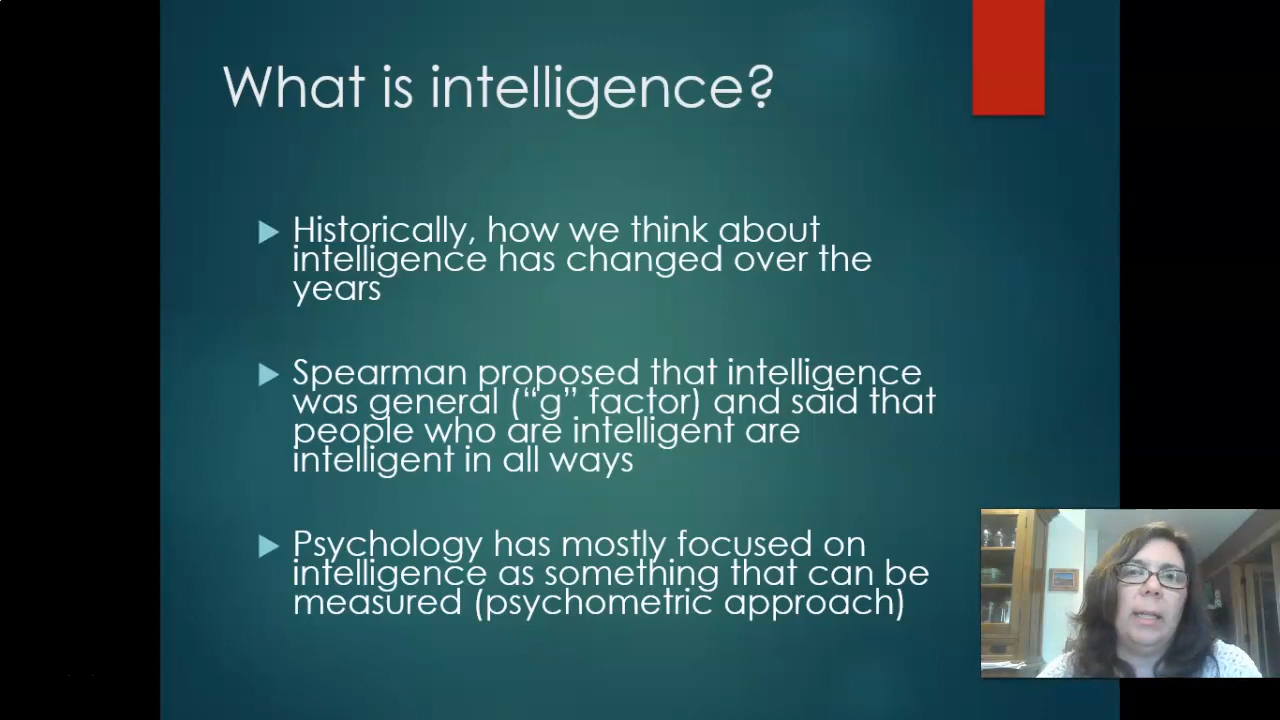 What is intelligence?
Historically, how we think about
intelligence has changed over the
years
Spearman proposed that intelligence
was general (“g” factor) and said that
people who are intelligent are
intelligent in all ways
Psychology has mostly focused on
intelligence as something that can be
measured (psychometric approach)